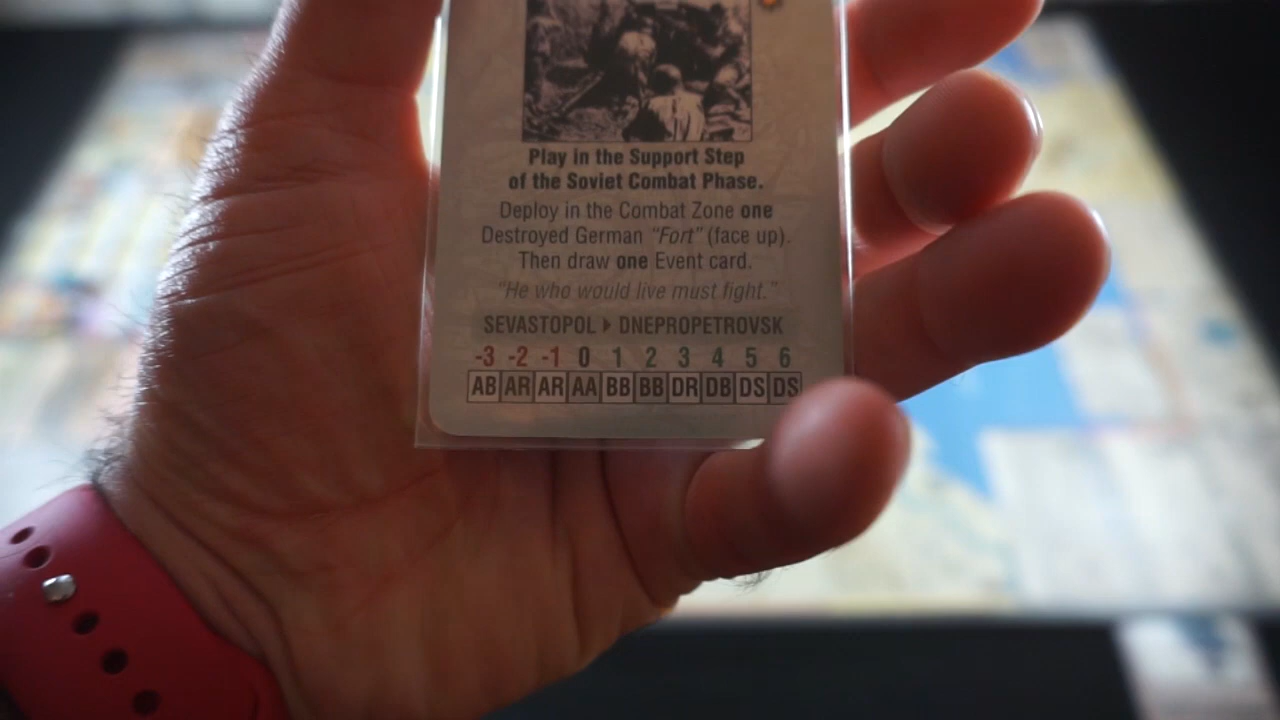 Play in the Support Step
of the Soviet Combat Phase.
Deploy in the Combat Zone one
Destroyed German “Fort” (face up).
Then draw one Event card.
“He who would live must fight.”
SEVASTOPOL ▸ DNEPROPETROVSK
-3 -2 -1 0 1 2 3 4 5 6
AB AR AR AA BB BB DR DB DS DS